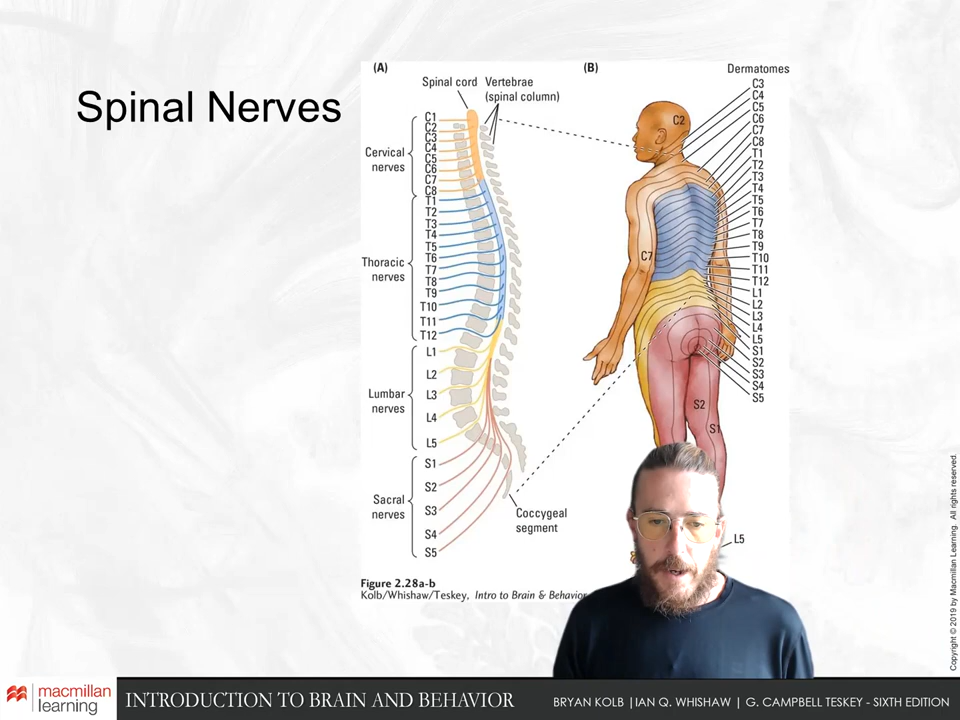 Spinal Nerves
(A)
Spinal cord
Vertebrae
(spinal column)
C1
C2
C3
C4
C5
C6
C7
C8
Cervical
nerves
T1
T2
T3
T4
T5
T6
T7
T8
T9
T10
T11
T12
Thoracic
nerves
L1
L2
L3
L4
L5
Lumbar
nerves
S1
S2
S3
S4
S5
Sacral
nerves
Coccygeal
segment
(B)
Dermatomes
C3
C4
C5
C6
C7
C8
T1
T2
T3
T4
T5
T6
T7
T8
T9
T10
T11
T12
L1
L2
L3
L4
L5
S1
S2
S3
S4
S5
C2
C7
S2
S1
L5
Figure 2.28a-b
Kolb/Whishaw/Teskey, Intro to Brain & Behavior
Copyright © 2019 by Macmillan Learning. All rights reserved.
macmillan
learning
INTRODUCTION TO BRAIN AND BEHAVIOR
BRYAN KOLB |IAN Q. WHISHAW | G. CAMPBELL TESKEY - SIXTH EDITION